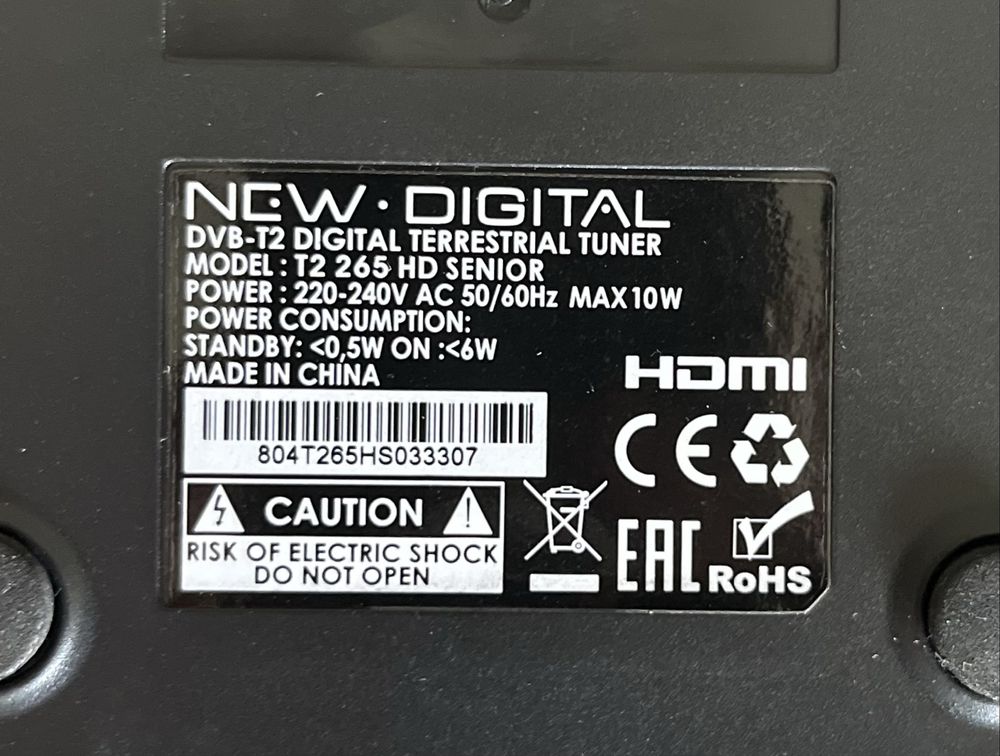 NEW · DIGITAL
DVB-T2 DIGITAL TERRESTRIAL TUNER
MODEL : T2 265 HD SENIOR
POWER : 220-240V AC 50/60Hz MAX10W
POWER CONSUMPTION:
STANDBY: <0,5W ON :<6W
MADE IN CHINA
HDMI
804T265HS033307
CE
CAUTION
RISK OF ELECTRIC SHOCK
DO NOT OPEN
EAC
RoHS